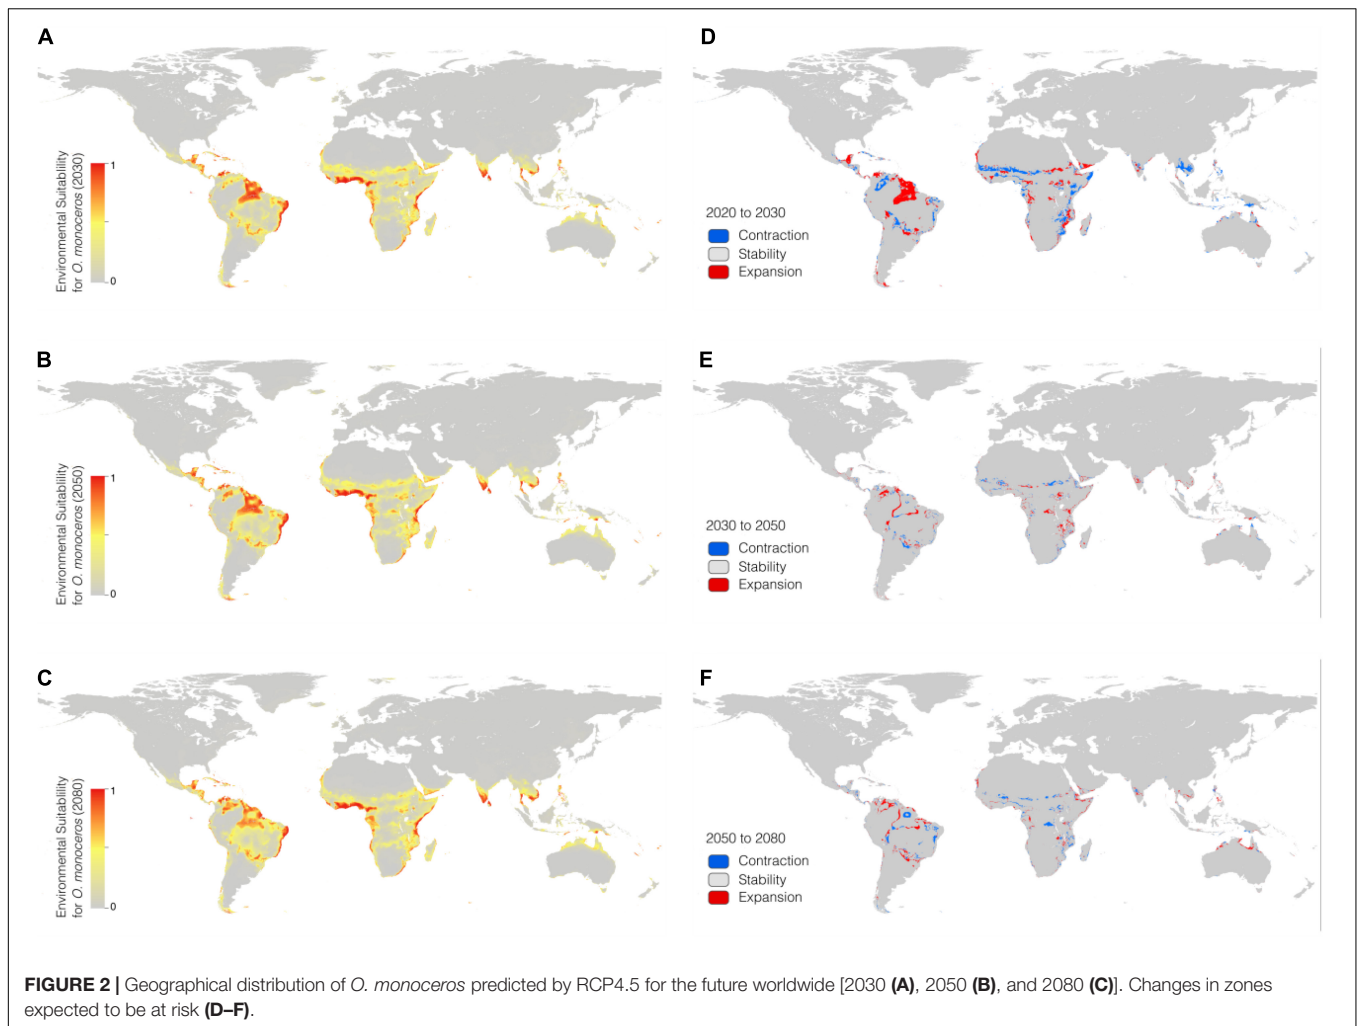 A
Environmental Suitability
for O. monoceros (2030)
1
0
D
2020 to 2030
Contraction
Stability
Expansion
B
Environmental Suitability
for O. monoceros (2050)
1
0
E
2030 to 2050
Contraction
Stability
Expansion
C
Environmental Suitability
for O. monoceros (2080)
1
0
F
2050 to 2080
Contraction
Stability
Expansion
FIGURE 2 | Geographical distribution of O. monoceros predicted by RCP4.5 for the future worldwide [2030 (A), 2050 (B), and 2080 (C)]. Changes in zones
expected to be at risk (D–F).